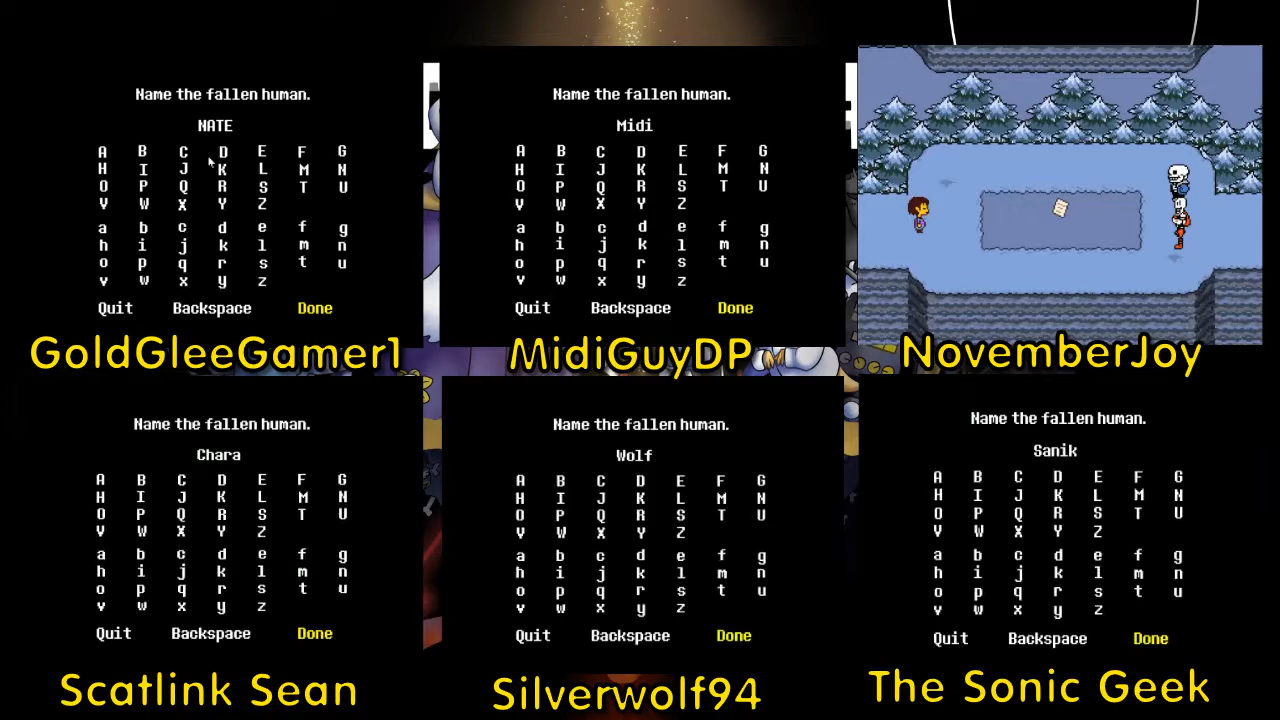 Name the fallen human.
NATE
A B C D E F G
H I J K L M N
O P Q R S T U
V W X Y Z
a b c d e f g
h i j k l m n
o p q r s t u
v w x y z
Quit Backspace Done
GoldGleeGamer1
Name the fallen human.
Midi
A B C D E F G
H I J K L M N
O P Q R S T U
V W X Y Z
a b c d e f g
h i j k l m n
o p q r s t u
v w x y z
Quit Backspace Done
MidiGuyDP
NovemberJoy
Name the fallen human.
Chara
A B C D E F G
H I J K L M N
O P Q R S T U
V W X Y Z
a b c d e f g
h i j k l m n
o p q r s t u
v w x y z
Quit Backspace Done
Scatlink Sean
Name the fallen human.
Wolf
A B C D E F G
H I J K L M N
O P Q R S T U
V W X Y Z
a b c d e f g
h i j k l m n
o p q r s t u
v w x y z
Quit Backspace Done
Silverwolf94
Name the fallen human.
Sanik
A B C D E F G
H I J K L M N
O P Q R S T U
V W X Y Z
a b c d e f g
h i j k l m n
o p q r s t u
v w x y z
Quit Backspace Done
The Sonic Geek